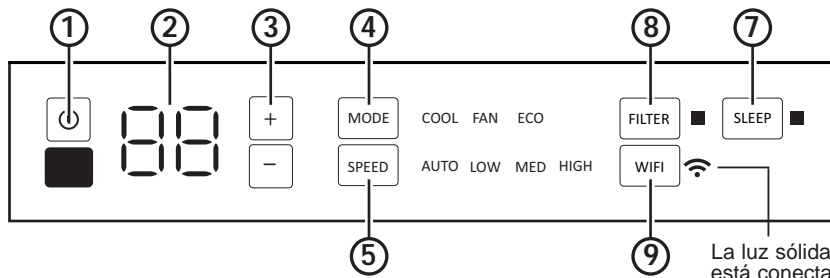 1 2 3 4 8 7
+ MODE COOL FAN ECO FILTER SLEEP
88
− SPEED AUTO LOW MED HIGH WIFI
5 9
La luz sólida
está conecta